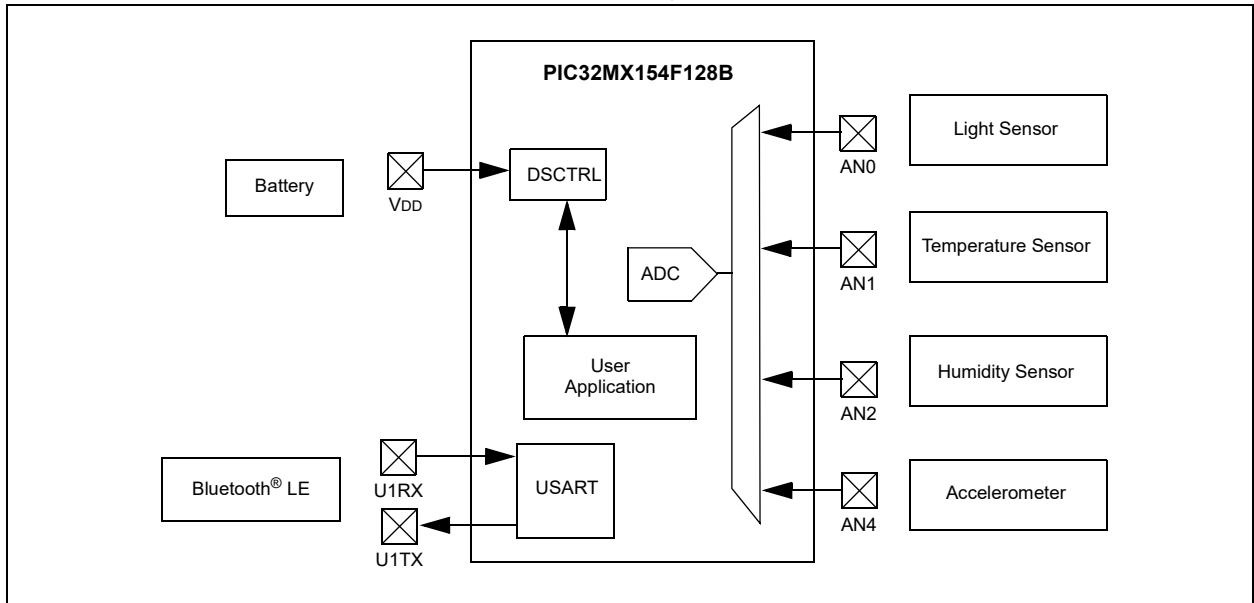 PIC32MX154F128B
Battery
VDD
DSCTRL
ADC
User
Application
Bluetooth® LE
U1RX
U1TX
USART
AN0
Light Sensor
AN1
Temperature Sensor
AN2
Humidity Sensor
AN4
Accelerometer